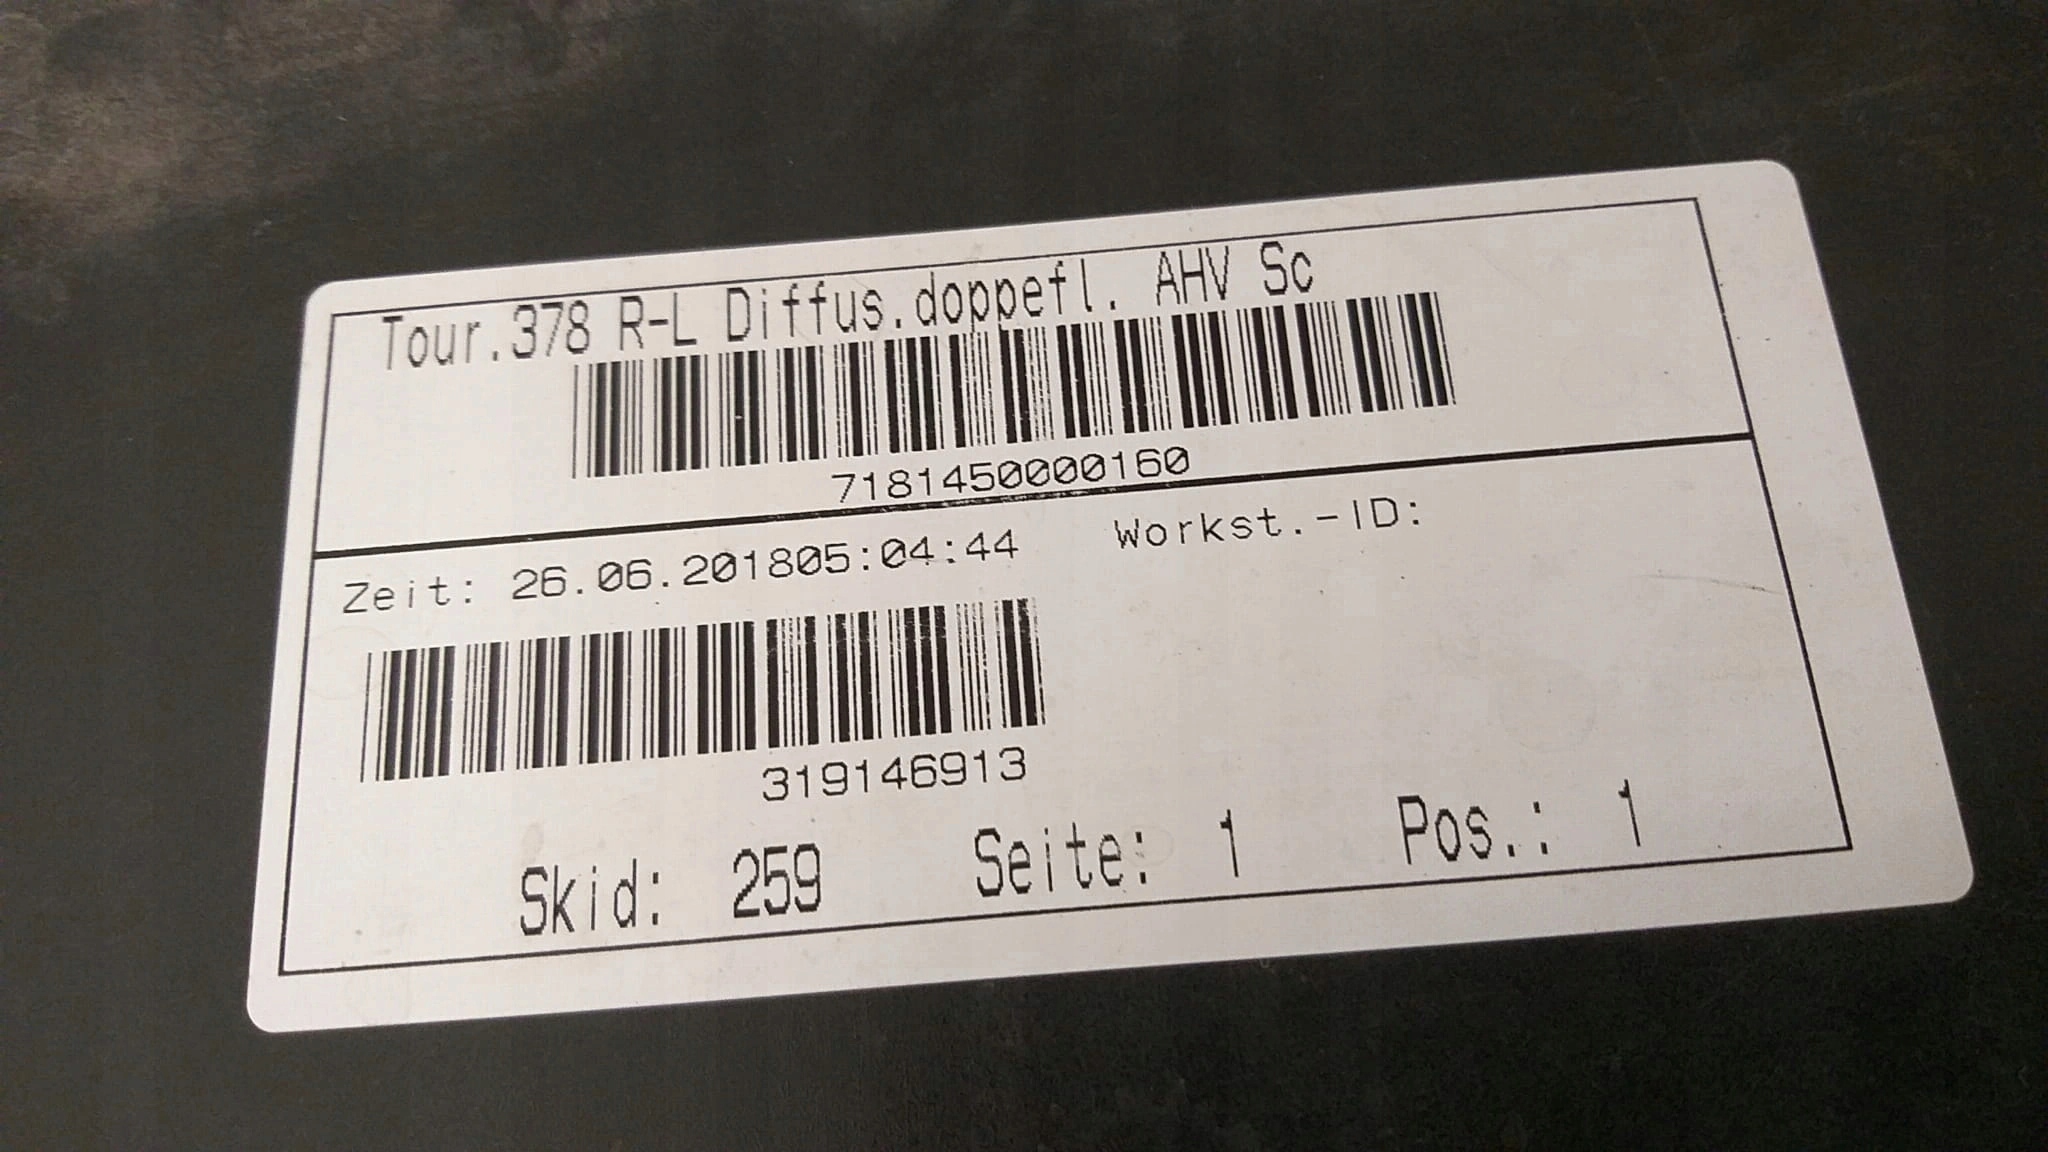 Tour.378 R-L Diffus.doppefl. AHV Sc
7181450000160
Zeit: 26.06.201805:04:44 Workst.-ID:
319146913
Skid: 259 Seite: 1 Pos.: 1